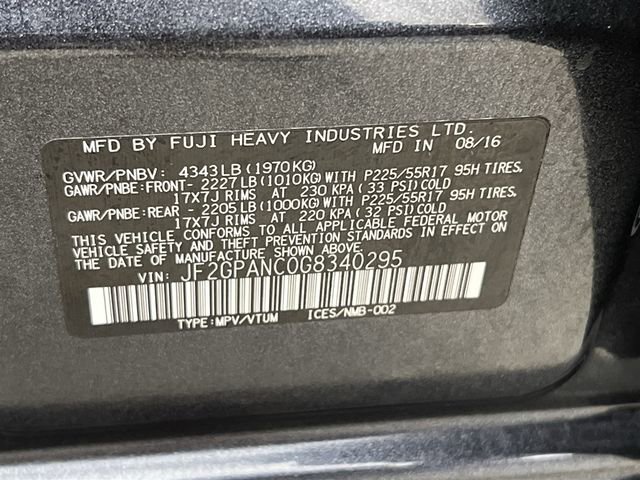 MFD BY FUJI HEAVY INDUSTRIES LTD. MFD IN 08/16
GVWR/PNBV: 4343LB(1970KG)
GAWR/PNBE:FRONT- 2227LB(1010KG)WITH P225/55R17 95H TIRES,
17X7J RIMS AT 230 KPA (33 PSI)COLD
GAWR/PNBE:REAR - 2205LB(1000KG)WITH P225/55R17 95H TIRES,
17X7J RIMS AT 220 KPA (32 PSI)COLD
THIS VEHICLE CONFORMS TO ALL APPLICABLE FEDERAL MOTOR
VEHICLE SAFETY AND THEFT PREVENTION STANDARDS IN EFFECT ON
THE DATE OF MANUFACTURE SHOWN ABOVE.
VIN: JF2GPANC0G8340295
TYPE:MPV/VTUM ICES/NMB-002